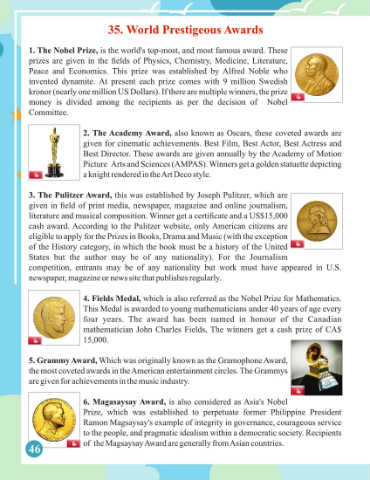 35. World Prestigeous Awards
1. The Nobel Prize, is the world's top-most, and most famous award. These
prizes are given in the fields of Physics, Chemistry, Medicine, Literature,
Peace and Economics. This prize was established by Alfred Noble who
invented dynamite. At present each prize comes with 9 million Swedish
kronor (nearly one million US Dollars). If there are multiple winners, the prize
money is divided among the recipients as per the decision of Nobel
Committee.
2. The Academy Award, also known as Oscars, these coveted awards are
given for cinematic achievements. Best Film, Best Actor, Best Actress and
Best Director. These awards are given annually by the Academy of Motion
Picture Arts and Sciences (AMPAS). Winners get a golden statuette depicting
a knight rendered in the Art Deco style.
3. The Pulitzer Award, this was established by Joseph Pulitzer, which are
given in field of print media, newspaper, magazine and online journalism,
literature and musical composition. Winner get a certificate and a US$15,000
cash award. According to the Pulitzer website, only American citizens are
eligible to apply for the Prizes in Books, Drama and Music (with the exception
of the History category, in which the book must be a history of the United
States but the author may be of any nationality). For the Journalism
competition, entrants may be of any nationality but work must have appeared in U.S.
newspaper, magazine or news site that publishes regularly.
4. Fields Medal, which is also referred as the Nobel Prize for Mathematics.
This Medal is awarded to young mathematicians under 40 years of age every
four years. The award has been named in honour of the Canadian
mathematician John Charles Fields, The winners get a cash prize of CA$
15,000.
5. Grammy Award, Which was originally known as the Gramophone Award,
the most coveted awards in the American entertainment circles. The Grammys
are given for achievements in the music industry.
6. Magasaysay Award, is also considered as Asia's Nobel
Prize, which was established to perpetuate former Philippine President
Ramon Magsaysay's example of integrity in governance, courageous service
to the people, and pragmatic idealism within a democratic society. Recipients
of the Magsaysay Award are generally from Asian countries.
46